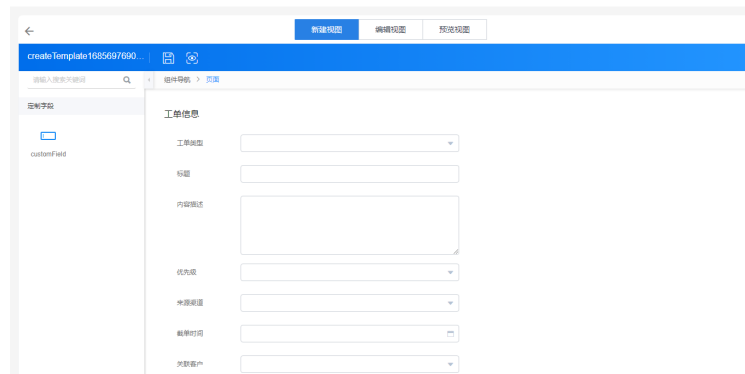 新建视图 编辑视图 预览视图
createTemplate1685697690...
请输入搜索关键词
组件导航 > 页面
定制字段
customField
工单信息
工单类型
标题
内容描述
优先级
来源渠道
截单时间
关联客户